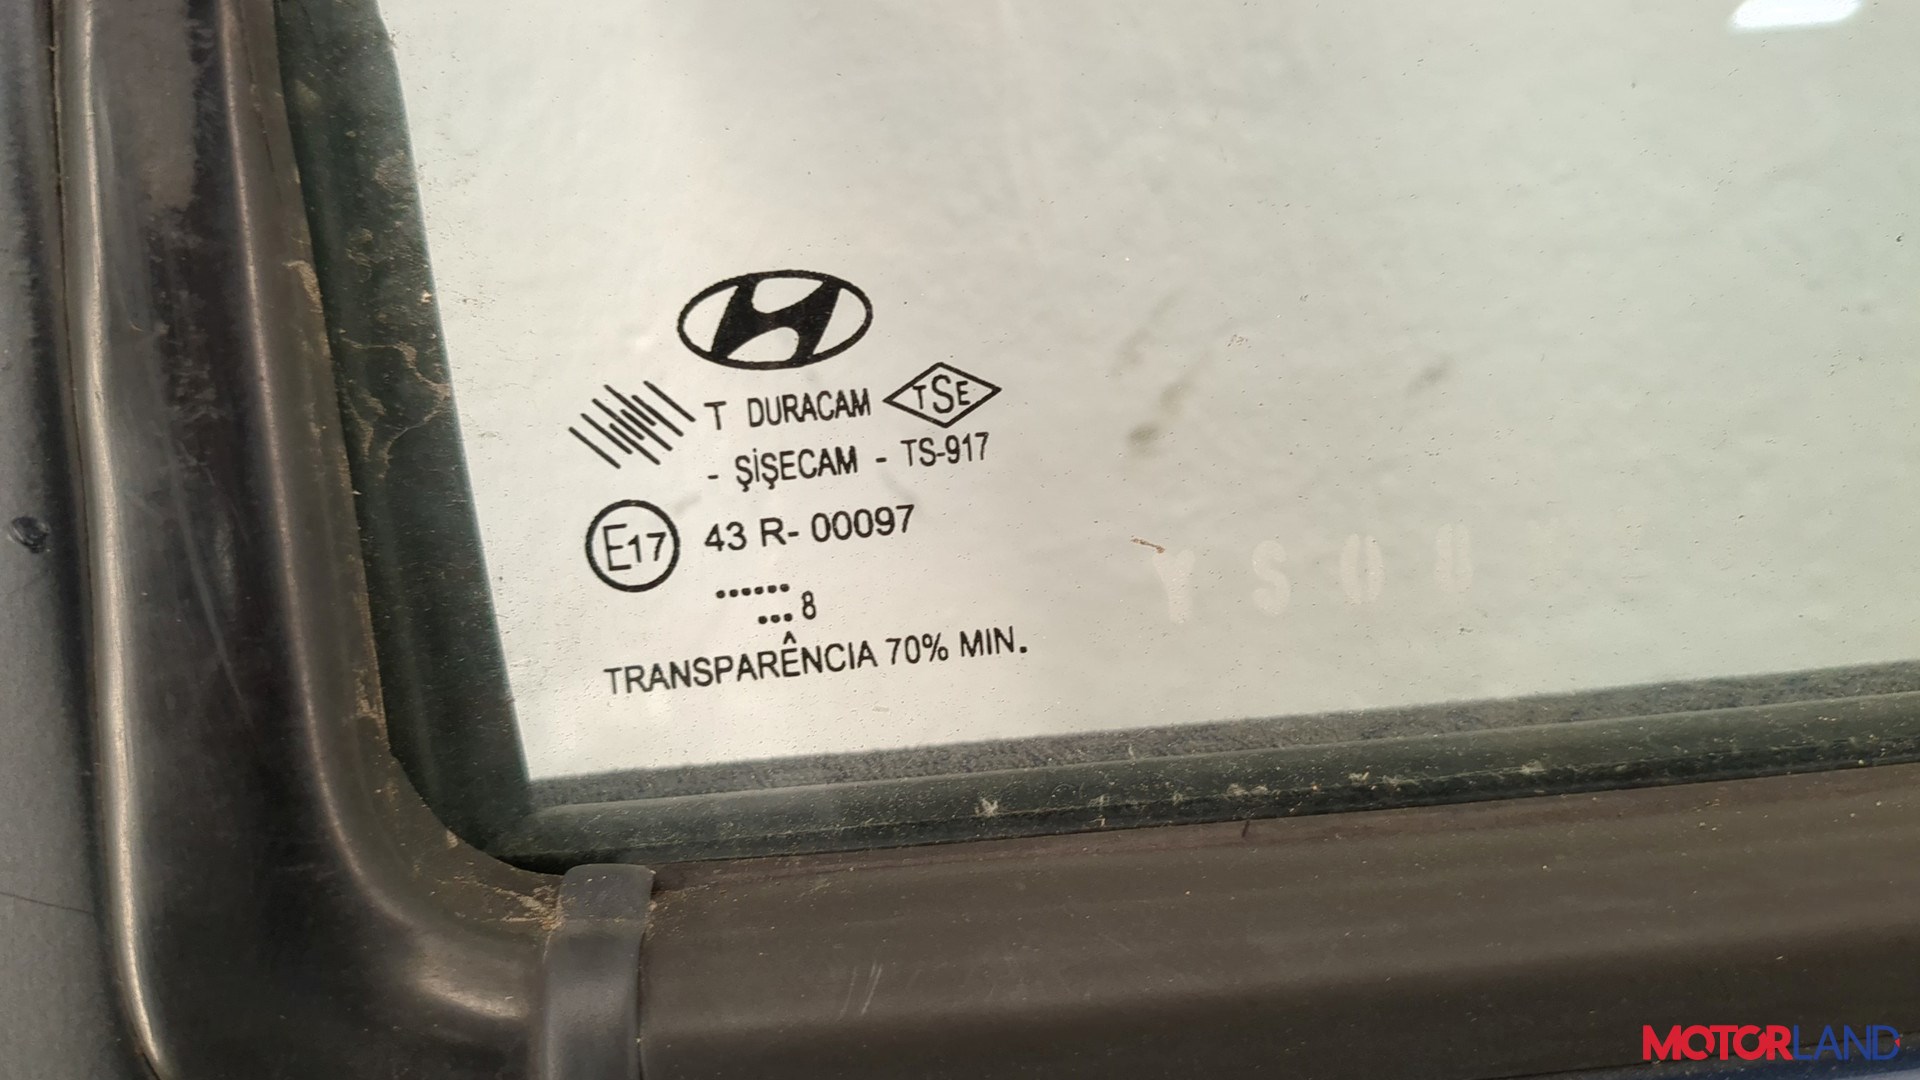 T DURACAM TSE
- ŞİŞECAM - TS-917
E17 43 R- 00097
......
... 8
TRANSPARÊNCIA 70% MIN.
MOTORLAND